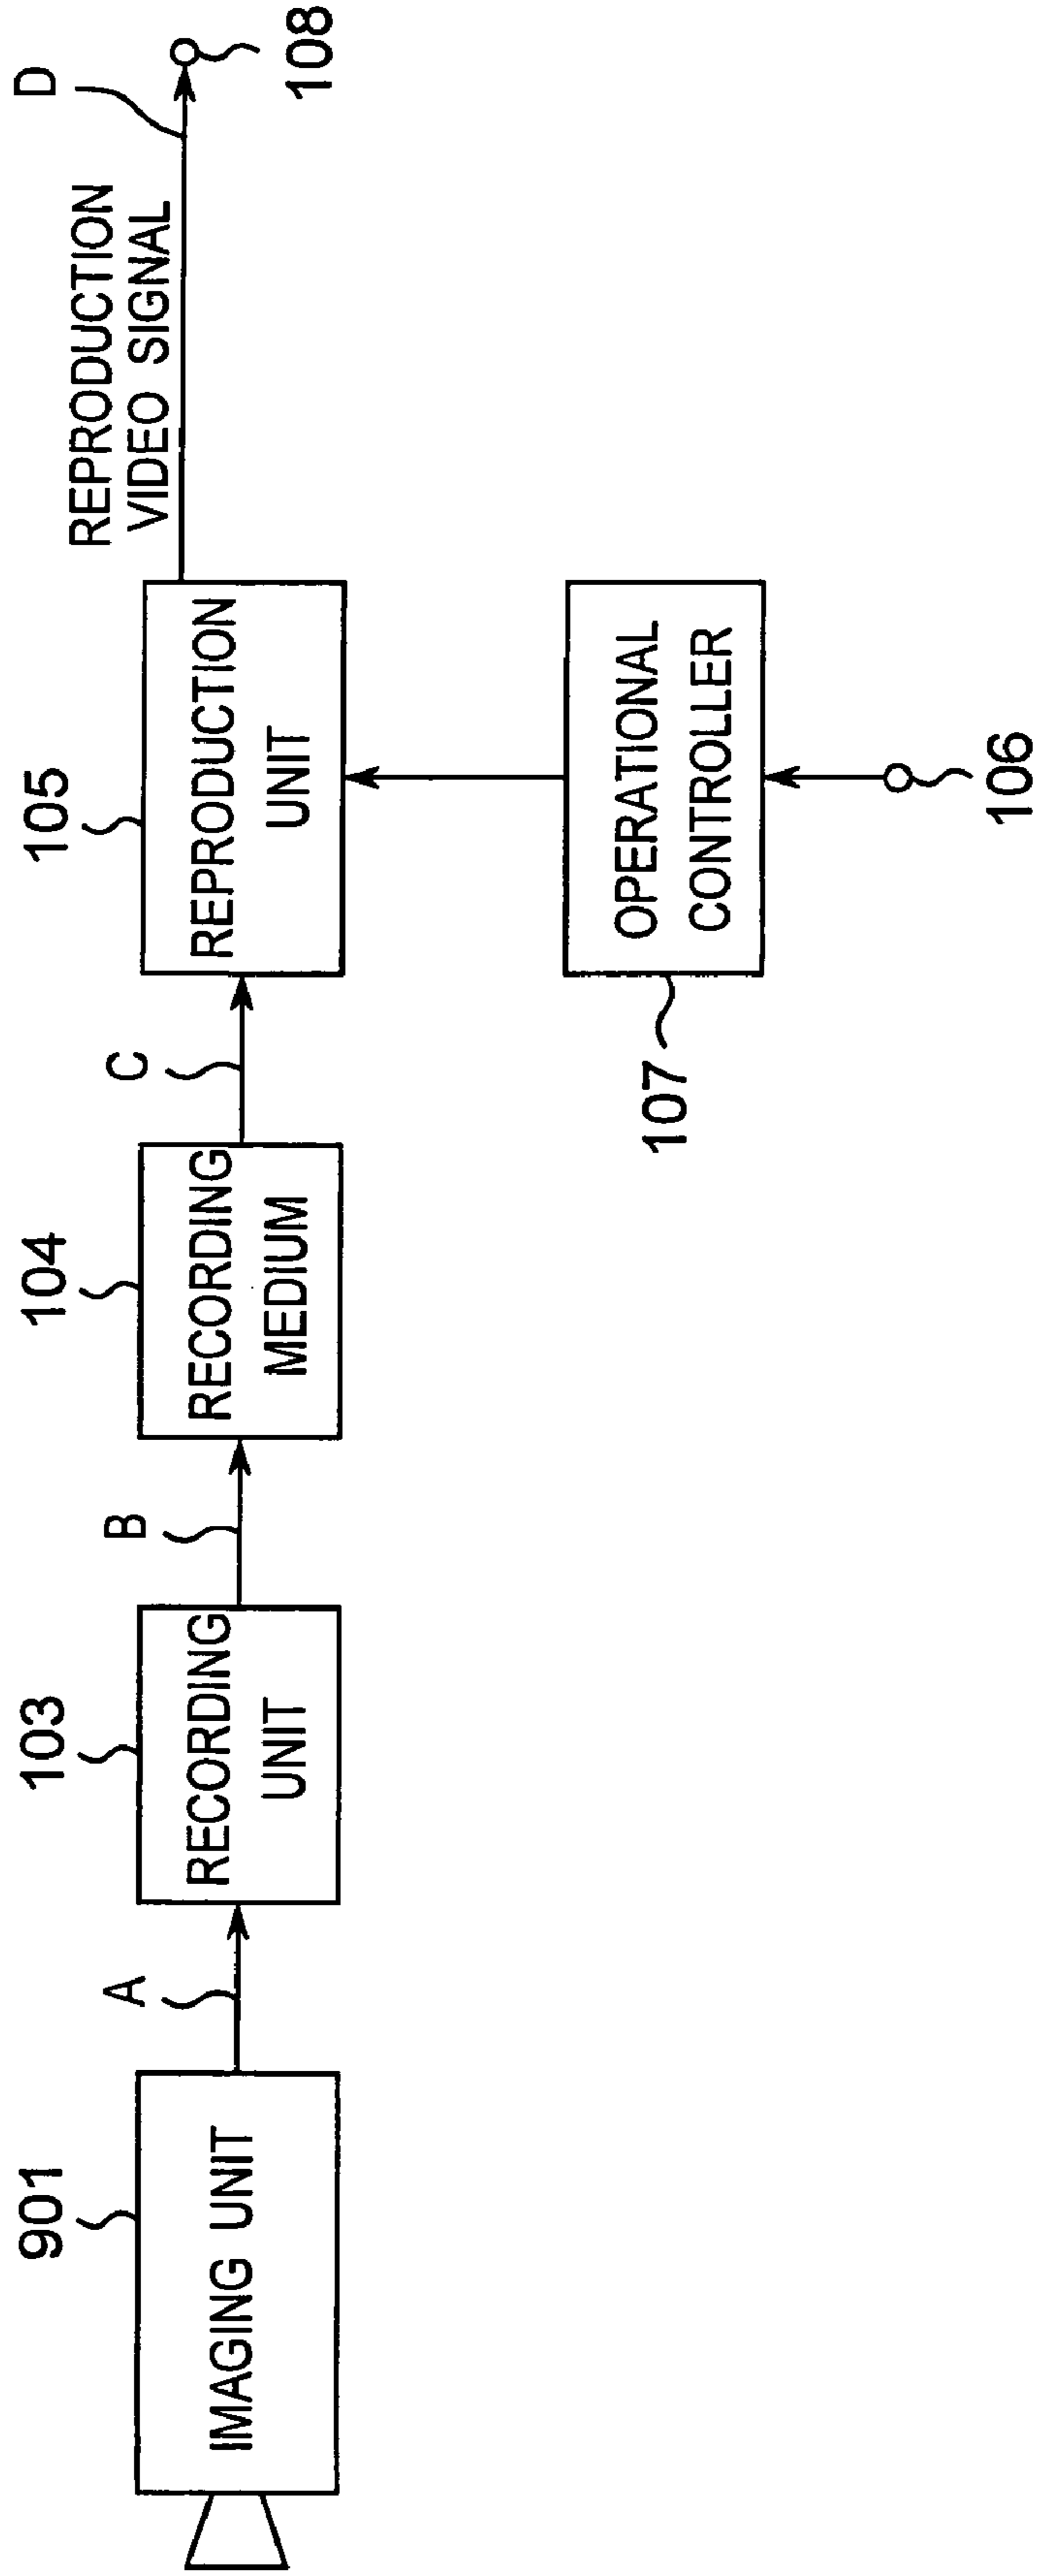 901
IMAGING UNIT
A
103
RECORDING
UNIT
B
104
RECORDING
MEDIUM
C
105
REPRODUCTION
UNIT
REPRODUCTION
VIDEO SIGNAL
D
108
107
OPERATIONAL
CONTROLLER
106